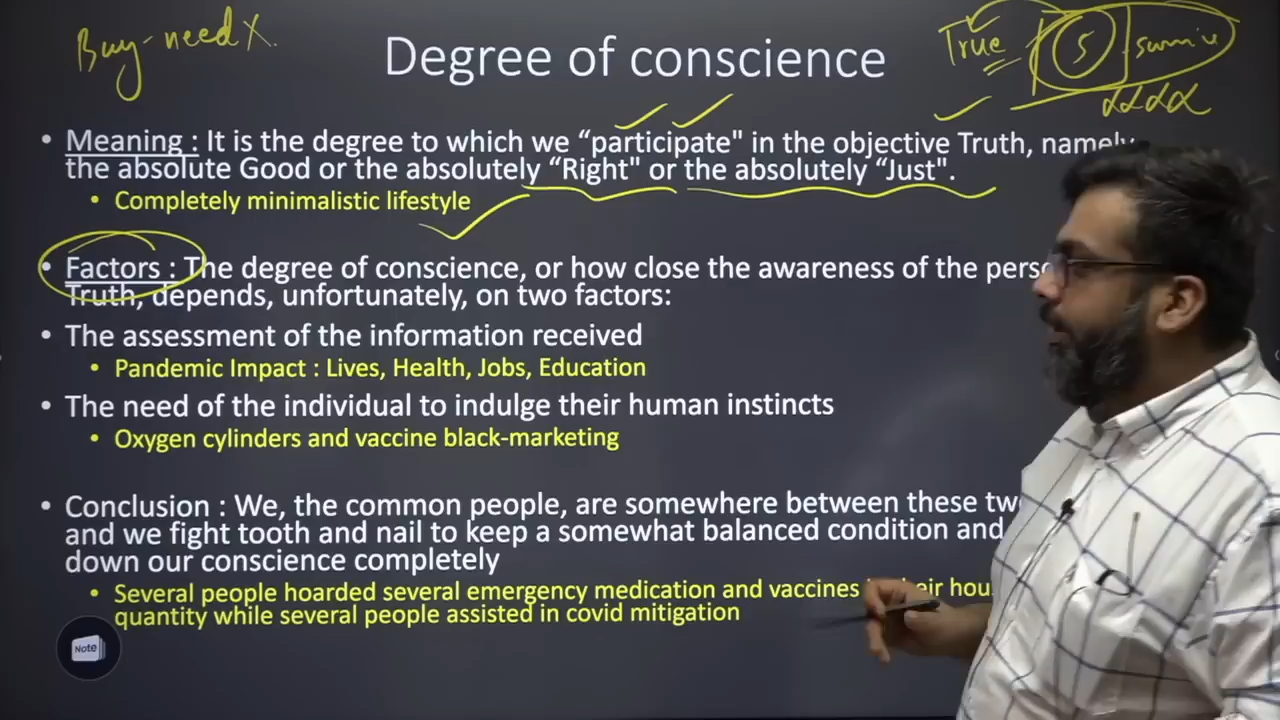 Buy-need X.
Degree of conscience
True
5
• Meaning : It is the degree to which we “participate" in the objective Truth, namely
the absolute Good or the absolutely “Right" or the absolutely “Just".
• Completely minimalistic lifestyle
• Factors : The degree of conscience, or how close the awareness of the
Truth, depends, unfortunately, on two factors:
• The assessment of the information received
• Pandemic Impact : Lives, Health, Jobs, Education
• The need of the individual to indulge their human instincts
• Oxygen cylinders and vaccine black-marketing
• Conclusion : We, the common people, are somewhere between these
and we fight tooth and nail to keep a somewhat balanced condition and
down our conscience completely
• Several people hoarded several emergency medication and vaccines
quantity while several people assisted in covid mitigation
Note